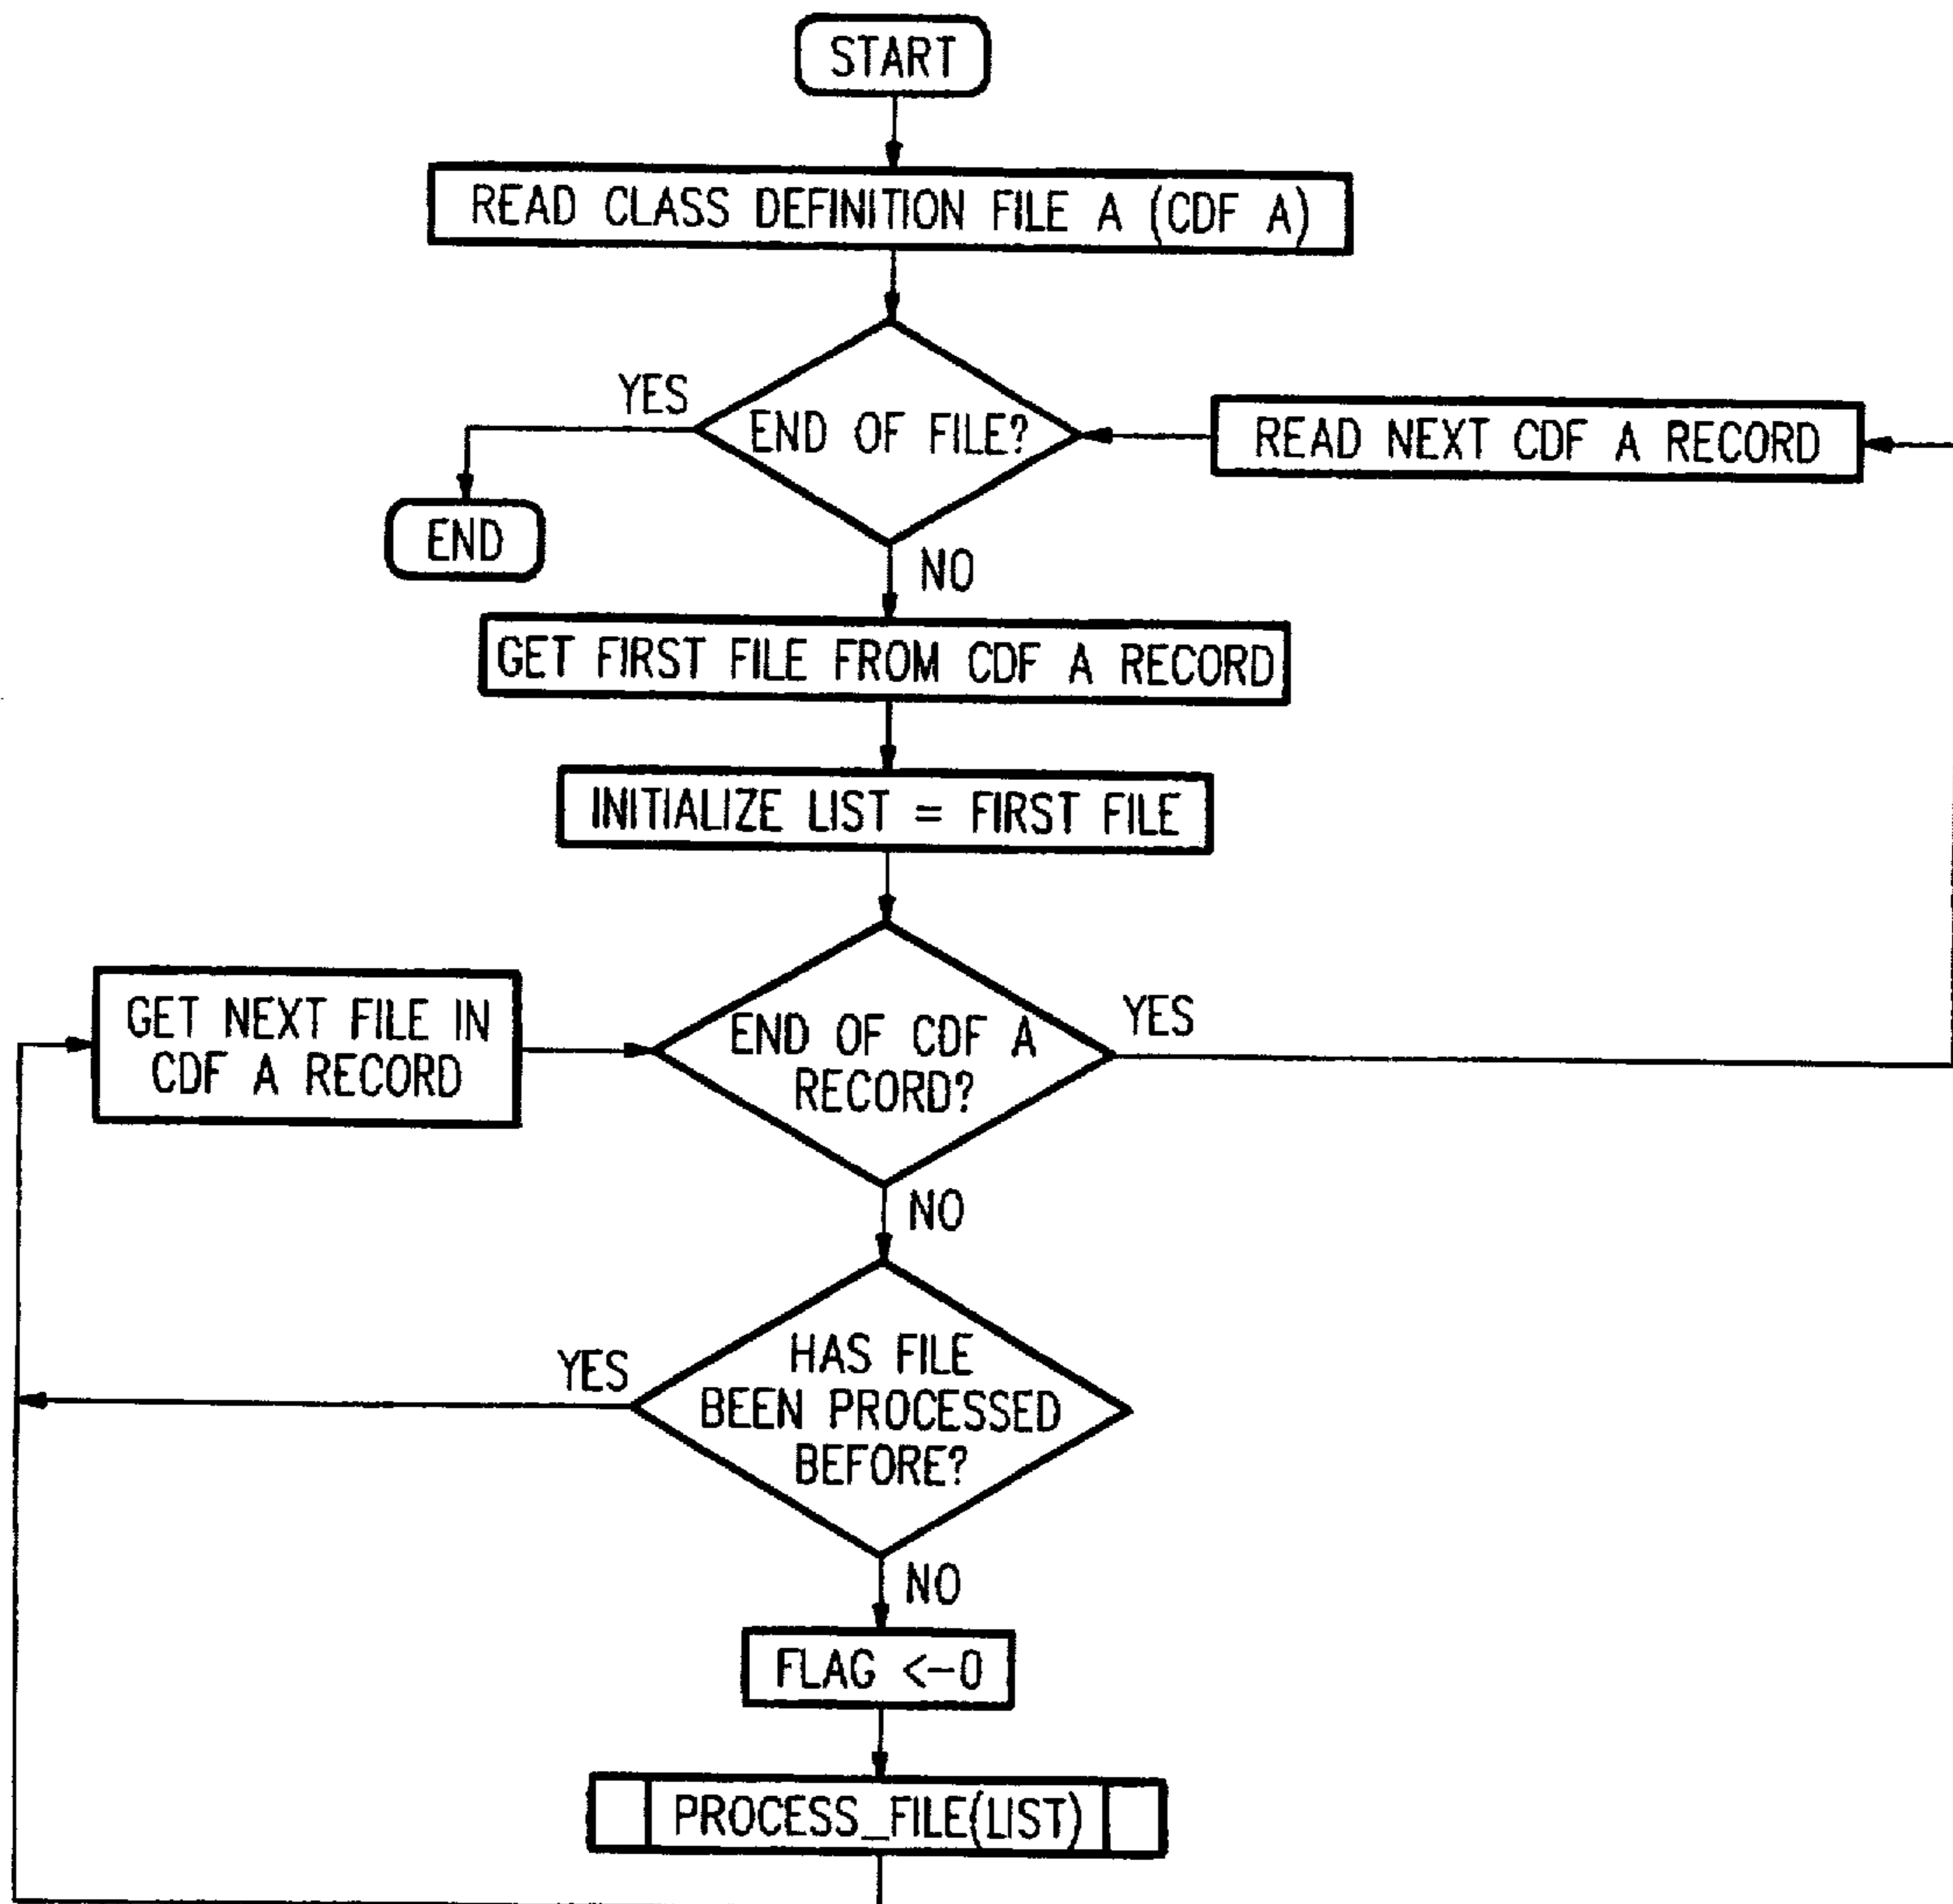 START
READ CLASS DEFINITION FILE A (CDF A)
YES
END OF FILE?
READ NEXT CDF A RECORD
END
NO
GET FIRST FILE FROM CDF A RECORD
INITIALIZE LIST = FIRST FILE
GET NEXT FILE IN
CDF A RECORD
END OF CDF A
RECORD?
YES
NO
YES
HAS FILE
BEEN PROCESSED
BEFORE?
NO
FLAG <-0
PROCESS_FILE(LIST)